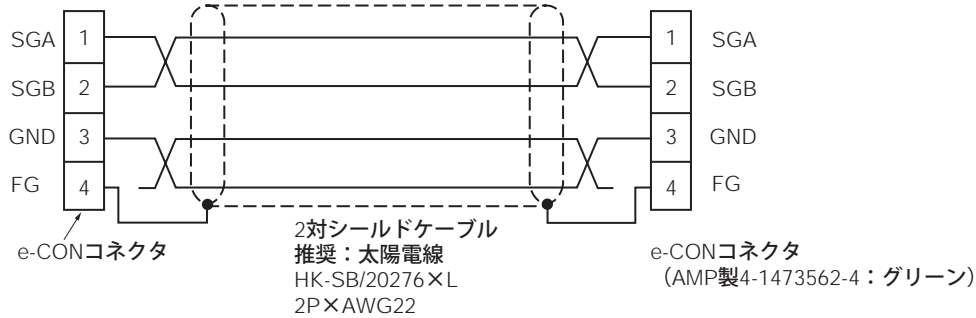 SGA 1 1 SGA
SGB 2 2 SGB
GND 3 3 GND
FG 4 4 FG
e-CONコネクタ
2対シールドケーブル
推奨：太陽電線
HK-SB/20276×L
2P×AWG22
e-CONコネクタ
（AMP製4-1473562-4：グリーン）